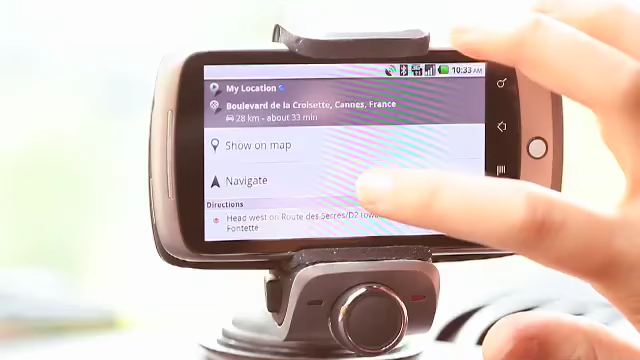 10:33 AM
My Location
Boulevard de la Croisette, Cannes, France
28 km - about 33 min
Show on map
Navigate
Directions
Head west on Route des Serres/D2
Fontette